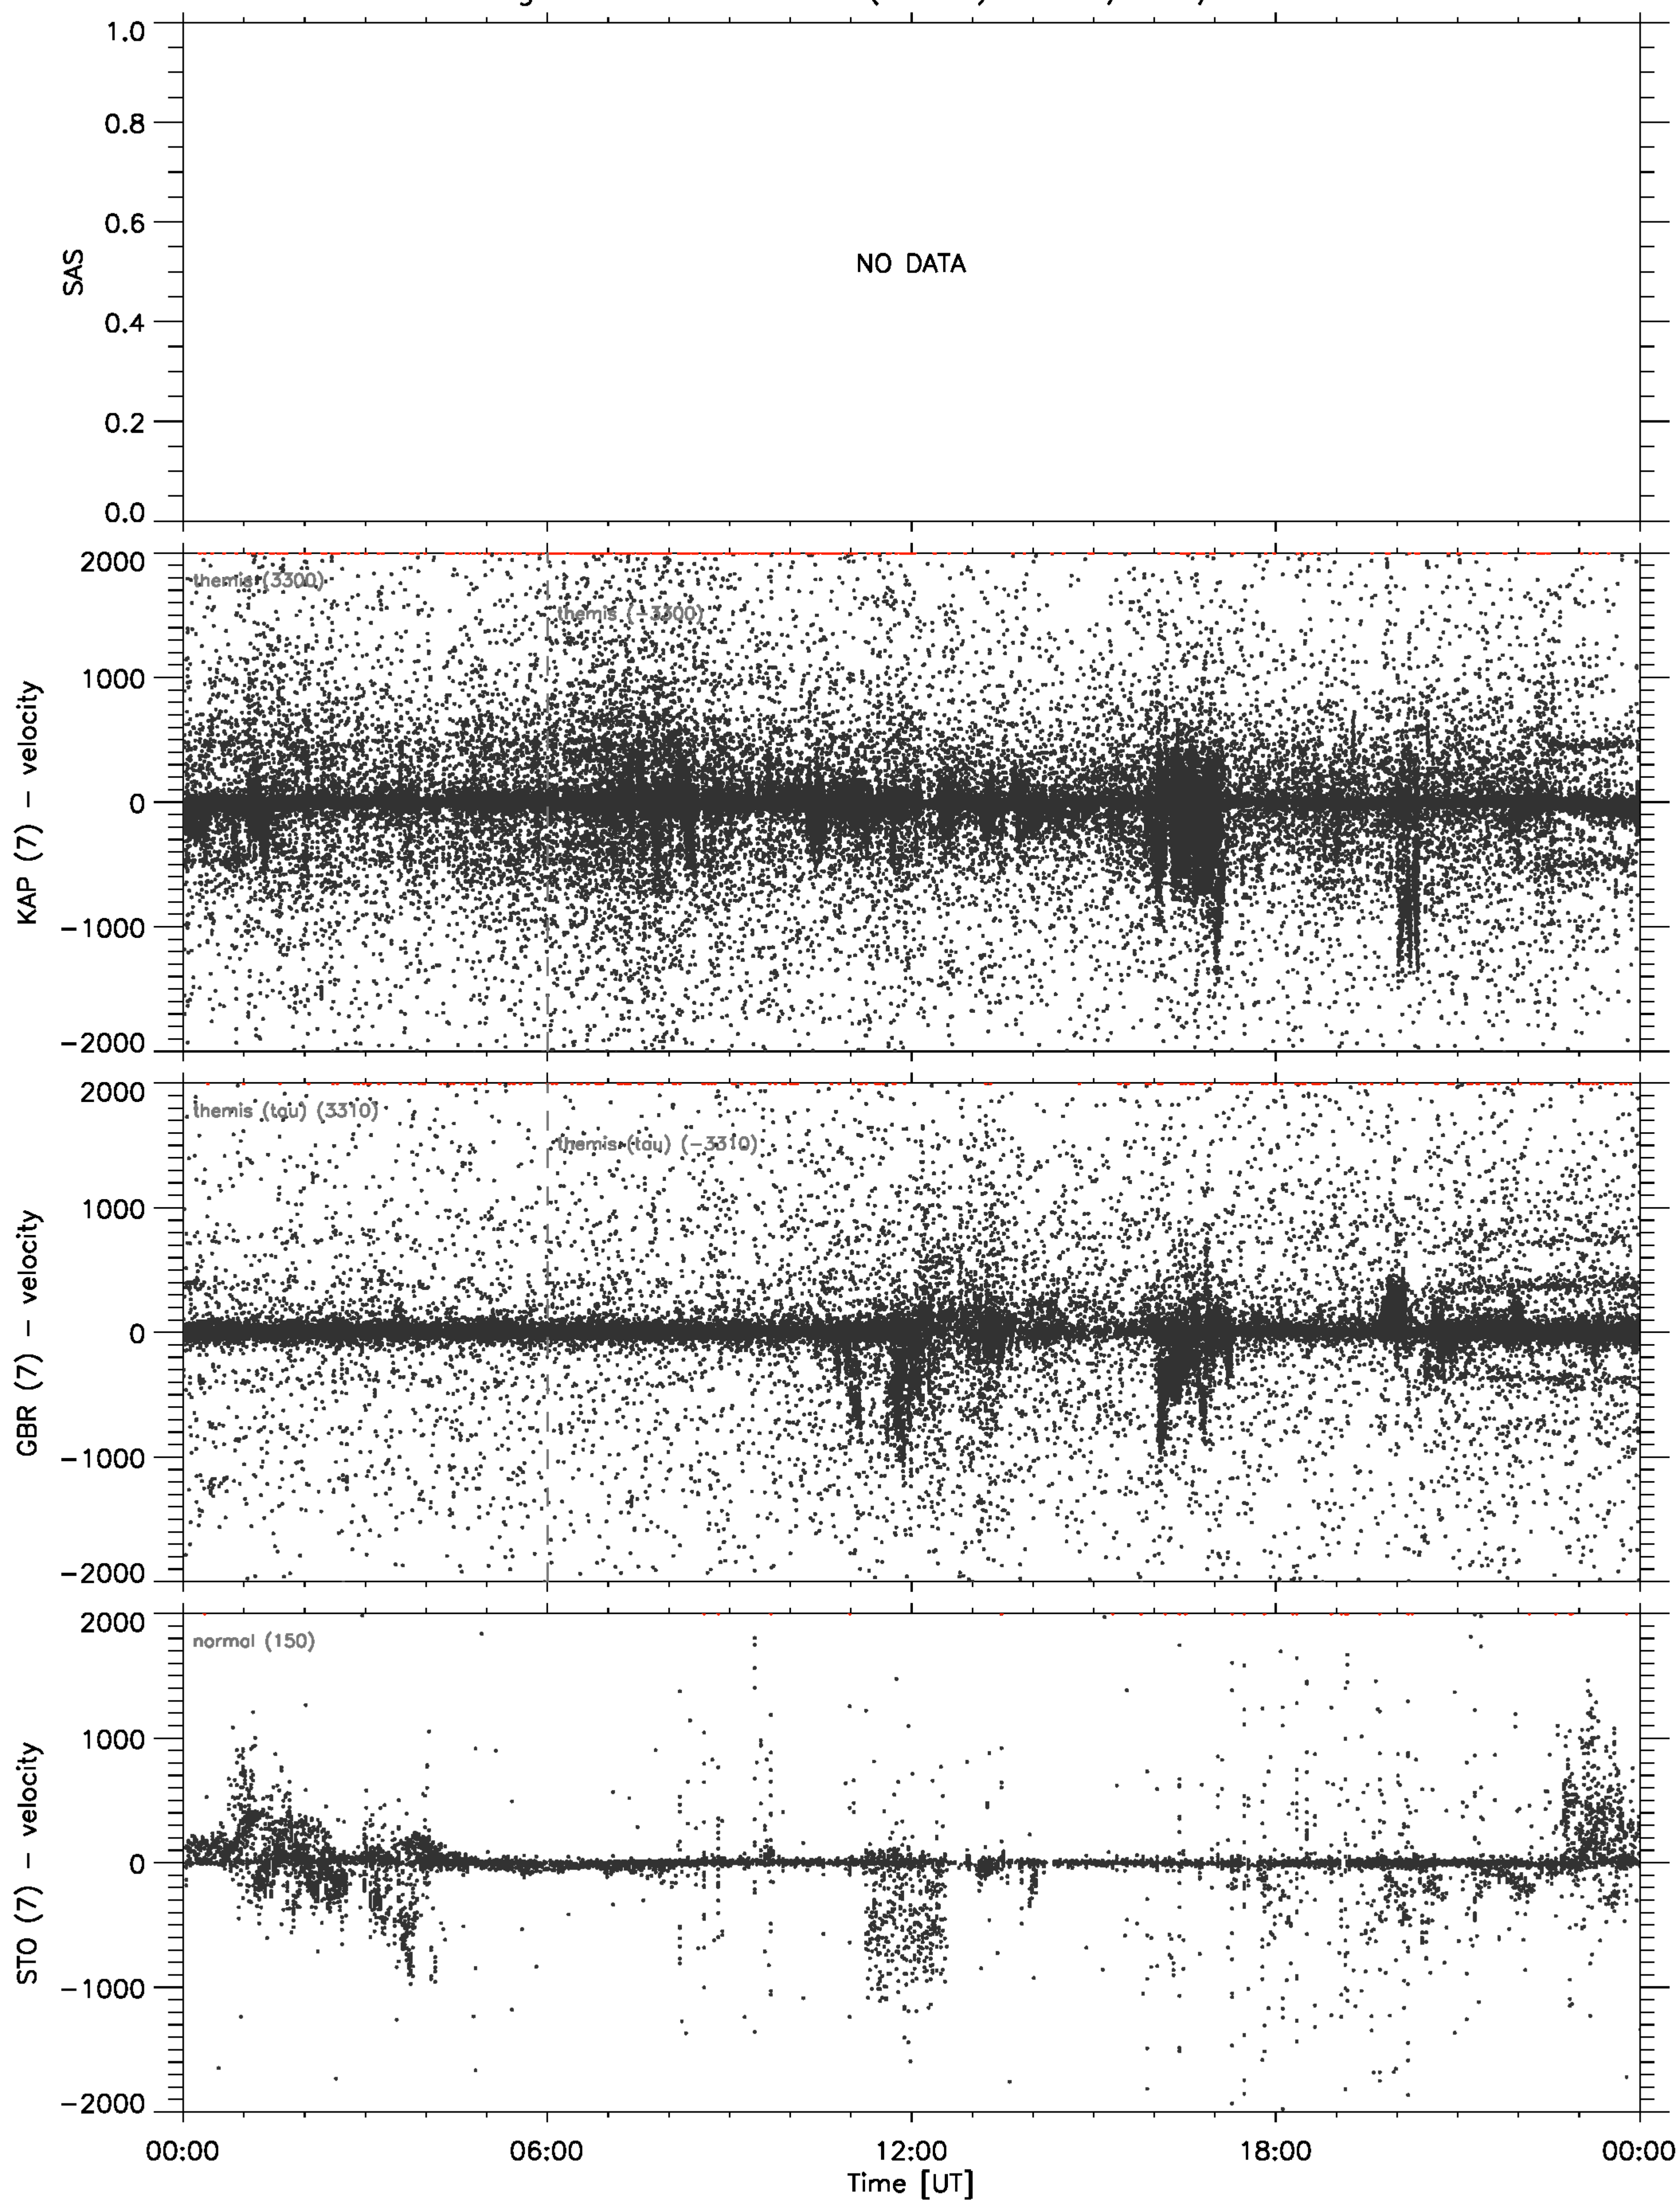 1.0
0.8
0.6
0.4
0.2
0.0
SAS
NO DATA
2000
1000
0
−1000
−2000
KAP (7) − velocity
themis (3300)
themis (−3300)
2000
1000
0
−1000
−2000
GBR (7) − velocity
themis (tau) (3310)
themis (tau) (−3310)
2000
1000
0
−1000
−2000
STO (7) − velocity
normal (150)
00:00
06:00
12:00
18:00
00:00
Time [UT]